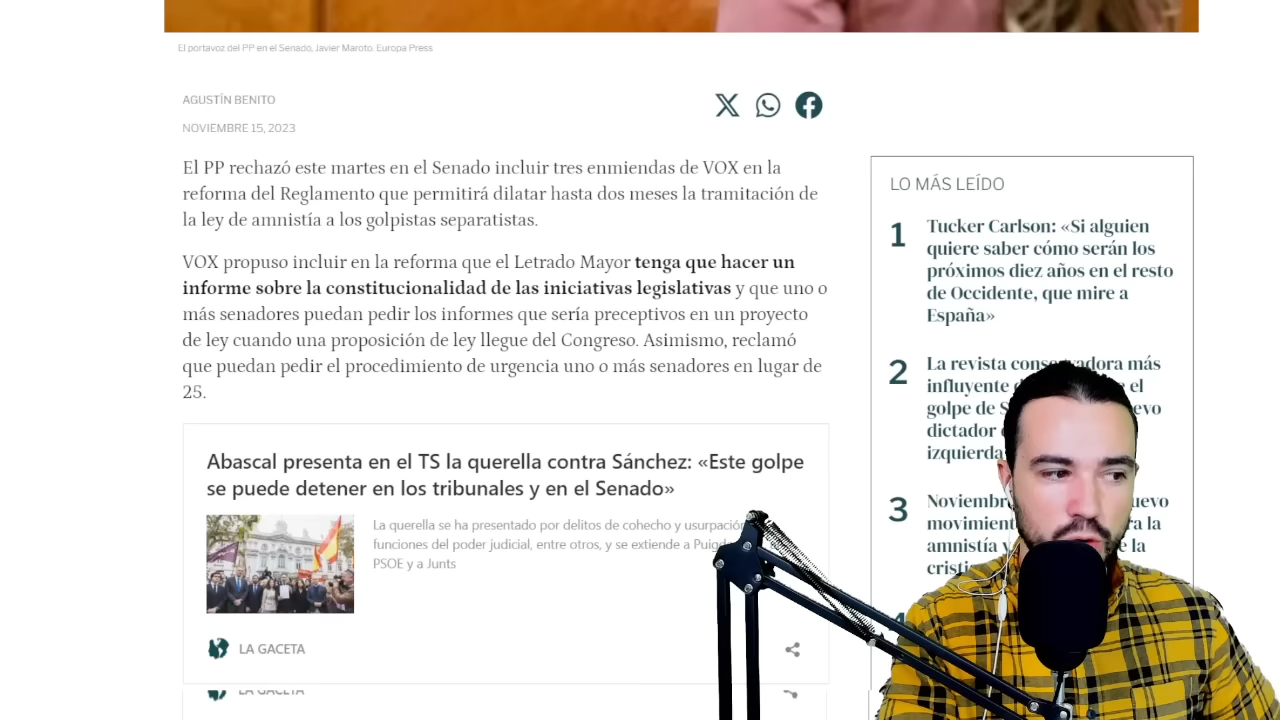 El portavoz del PP en el Senado, Javier Maroto. Europa Press
AGUSTÍN BENITO
NOVIEMBRE 15, 2023
El PP rechazó este martes en el Senado incluir tres enmiendas de VOX en la
reforma del Reglamento que permitirá dilatar hasta dos meses la tramitación de
la ley de amnistía a los golpistas separatistas.
VOX propuso incluir en la reforma que el Letrado Mayor tenga que hacer un
informe sobre la constitucionalidad de las iniciativas legislativas y que uno o
más senadores puedan pedir los informes que sería preceptivos en un proyecto
de ley cuando una proposición de ley llegue del Congreso. Asimismo, reclamó
que puedan pedir el procedimiento de urgencia uno o más senadores en lugar de
25.
Abascal presenta en el TS la querella contra Sánchez: «Este golpe
se puede detener en los tribunales y en el Senado»
La querella se ha presentado por delitos de cohecho y usurpación
funciones del poder judicial, entre otros, y se extiende a
PSOE y a Junts
LA GACETA
LA GACETA
LO MÁS LEÍDO
1
Tucker Carlson: «Si alguien
quiere saber cómo serán los
próximos diez años en el resto
de Occidente, que mire a
España»
2
La revista conservadora más
influyente el
golpe de
dictador
izquierda
3
la
amnistía la
4